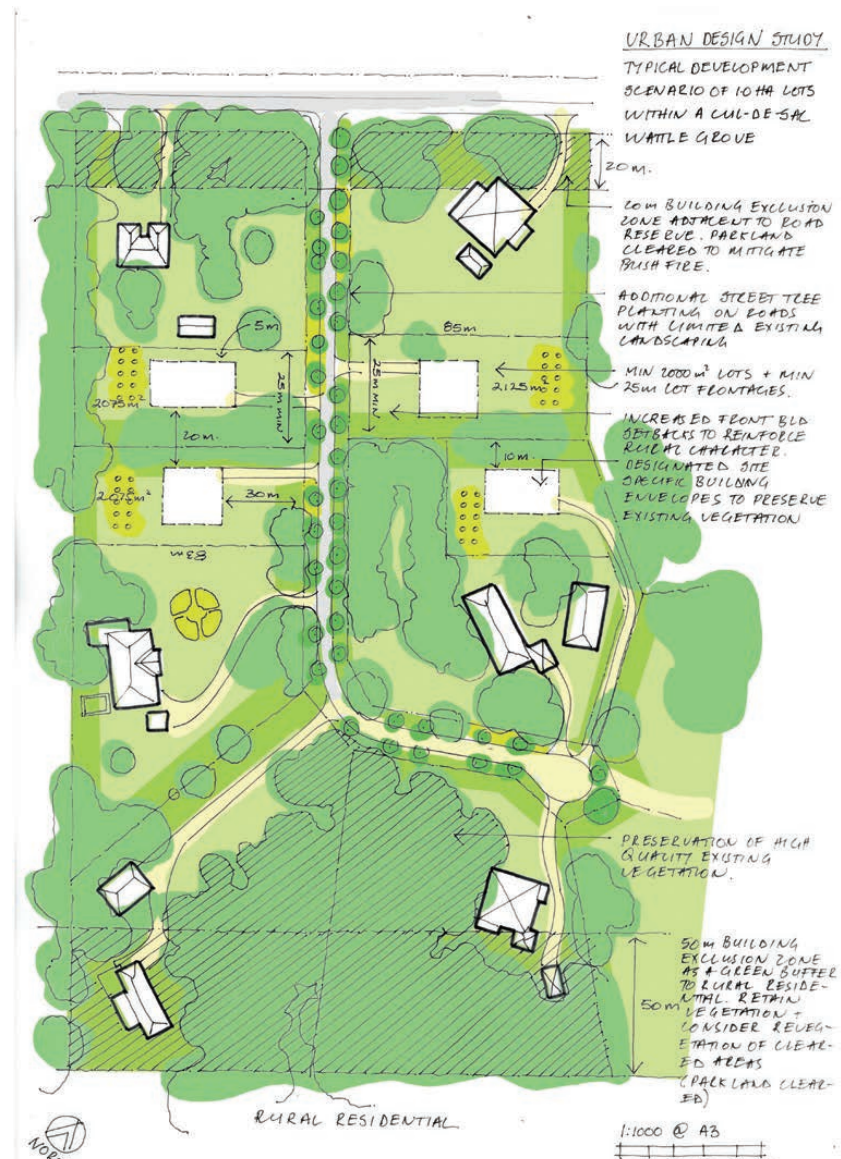 URBAN DESIGN STUDY
TYPICAL DEVELOPMENT
SCENARIO OF 10 HA LOTS
WITHIN A CUL-DE-SAC
WATTLE GROVE
20m.
20m BUILDING EXCLUSION
ZONE ADJACENT TO ROAD
RESERVE. PARKLAND
CLEARED TO MITIGATE
BUSH FIRE.
ADDITIONAL STREET TREE
PLANTING ON ROADS
WITH LIMITED EXISTING
LANDSCAPING
5m
85m
MIN 2000m² LOTS + MIN
25m LOT FRONTAGES.
25m MIN
25m MIN
2075m²
2125m²
INCREASED FRONT BLD
SETBACKS TO REINFORCE
RURAL CHARACTER.
DESIGNATED SITE
SPECIFIC BUILDING
ENVELOPES TO PRESERVE
EXISTING VEGETATION
20m.
10m.
2075m²
30m
83m
PRESERVATION OF HIGH
QUALITY EXISTING
VEGETATION.
50m BUILDING
EXCLUSION ZONE
AS A GREEN BUFFER
TO RURAL RESIDE-
NTIAL. RETAIN
VEGETATION +
CONSIDER REVEG-
ETATION OF CLEAR-
ED AREAS
(PARKLAND CLEAR-
ED)
50m
RURAL RESIDENTIAL
1:1000 @ A3